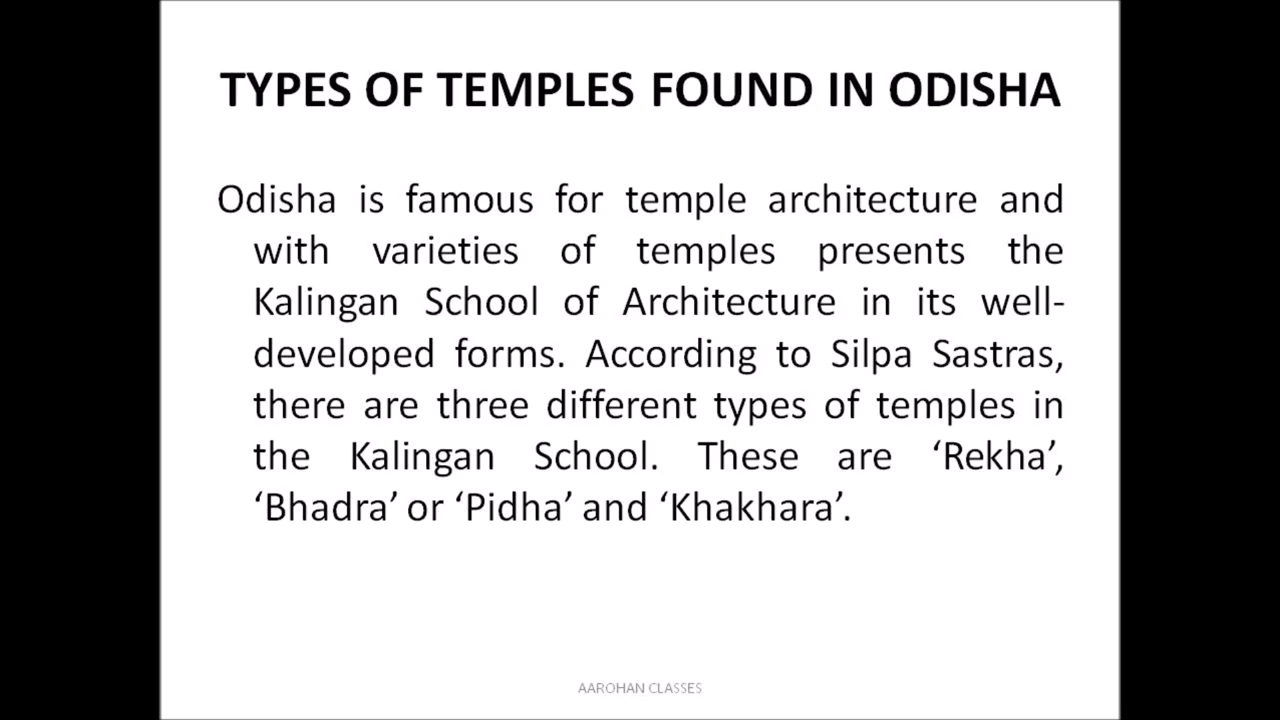 TYPES OF TEMPLES FOUND IN ODISHA
Odisha is famous for temple architecture and
with varieties of temples presents the
Kalingan School of Architecture in its well-
developed forms. According to Silpa Sastras,
there are three different types of temples in
the Kalingan School. These are ‘Rekha’,
‘Bhadra’ or ‘Pidha’ and ‘Khakhara’.
AAROHAN CLASSES